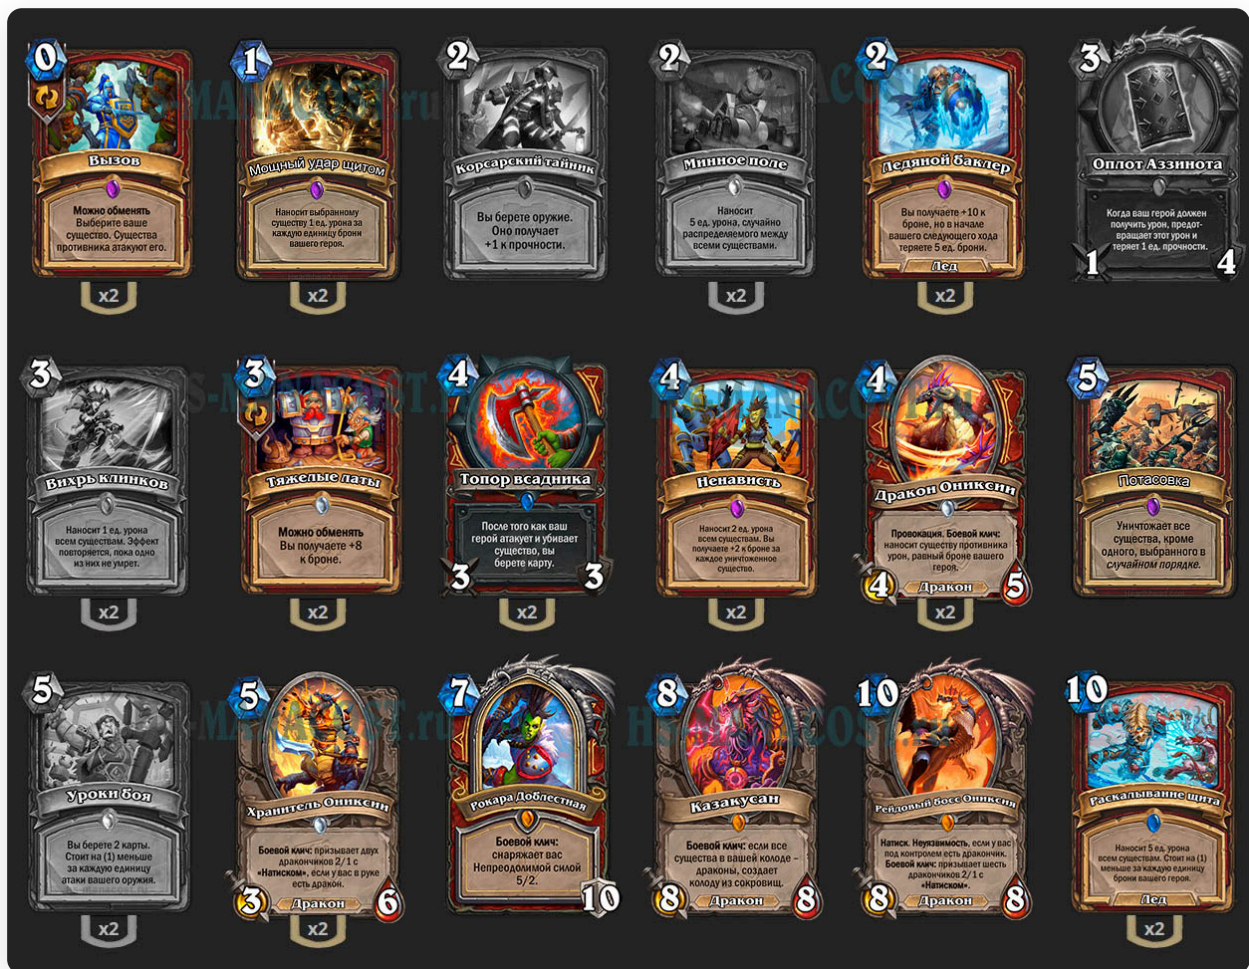 0
Вызов
Можно обменять
Выберите ваше
существо. Существа
противника атакуют его.
x2
1
Мощный удар щитом
Наносит выбранному
существу 1 ед. урона за
каждую единицу брони
вашего героя.
x2
2
Корсарский тайник
Вы берете оружие.
Оно получает
+1 к прочности.
2
Минное поле
Наносит
5 ед. урона, случайно
распределяемого между
всеми существами.
x2
2
Ледяной баклер
Вы получаете +10 к
броне, но в начале
вашего следующего хода
теряете 5 ед. брони.
Лед
x2
3
Оплот Аззинота
Когда ваш герой должен
получить урон, предот-
вращает этот урон и
теряет 1 ед. прочности.
1
4
HS-MANACOST.ru
3
Вихрь клинков
Наносит 1 ед. урона
всем существам. Эффект
повторяется, пока одно
из них не умрет.
x2
3
Тяжелые латы
Можно обменять
Вы получаете +8
к броне.
x2
4
Топор всадника
После того как ваш
герой атакует и убивает
существо, вы
берете карту.
3
3
x2
4
Ненависть
Наносит 2 ед. урона
всем существам. Вы
получаете +2 к броне за
каждое уничтоженное
существо.
x2
4
Дракон Ониксии
Провокация. Боевой клич:
наносит существу противника
урон, равный броне вашего
героя.
4
Дракон
5
x2
5
Потасовка
Уничтожает все
существа, кроме
одного, выбранного в
случайном порядке.
5
Уроки боя
Вы берете 2 карты.
Стоит на (1) меньше
за каждую единицу
атаки вашего оружия.
x2
5
Хранитель Ониксии
Боевой клич: призывает двух
дракончиков 2/1 с
«Натиском», если у вас в руке
есть дракон.
3
Дракон
6
x2
7
Рокара Доблестная
Боевой клич:
снаряжает вас
Непреодолимой силой
5/2.
10
8
Казакусан
Боевой клич: если все
существа в вашей колоде –
драконы, создает
колоду из сокровищ.
8
Дракон
8
10
Рейдовый босс Ониксия
Натиск. Неуязвимость, если у вас
под контролем есть дракончик.
Боевой клич: призывает шесть
дракончиков 2/1 с
«Натиском».
8
Дракон
8
10
Раскалывание щита
Наносит 5 ед. урона
всем существам. Стоит на (1)
меньше за каждую единицу
брони вашего героя.
Лед
x2